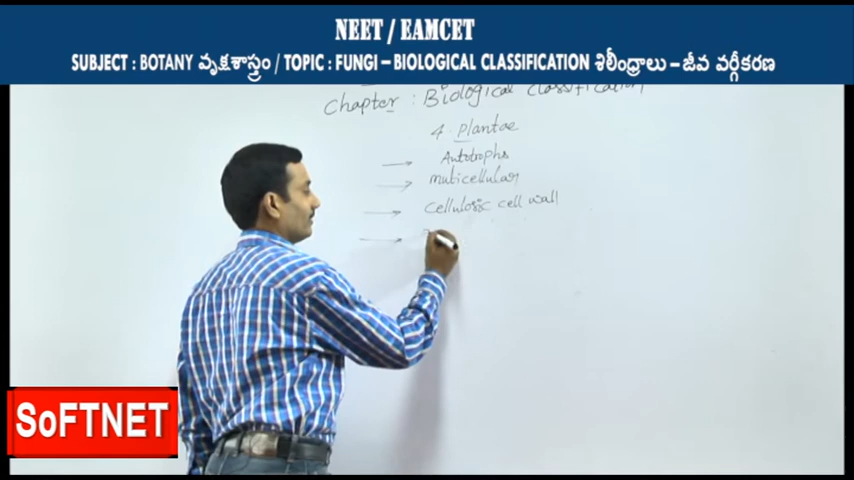 NEET / EAMCET
SUBJECT : BOTANY వృక్షశాస్త్రం / TOPIC : FUNGI – BIOLOGICAL CLASSIFICATION శిలీంధ్రాలు – జీవ వర్గీకరణ
Chapter : Biological Classification
4. Plantae
Autotrophs
muticellular
Cellulosic cell wall
SoFTNET